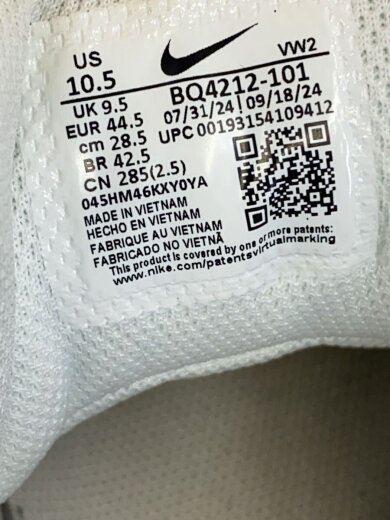 US
10.5
VW2
UK 9.5
BQ4212-101
EUR 44.5
07/31/24 | 09/18/24
cm 28.5
UPC 00193154109412
BR 42.5
CN 285(2.5)
045HM46KXY0YA
MADE IN VIETNAM
HECHO EN VIETNAM
FABRIQUE AU VIETNAM
FABRICADO NO VIETNÃ
This product is covered by one or more patents:
www.nike.com/patentsvirtualmarking